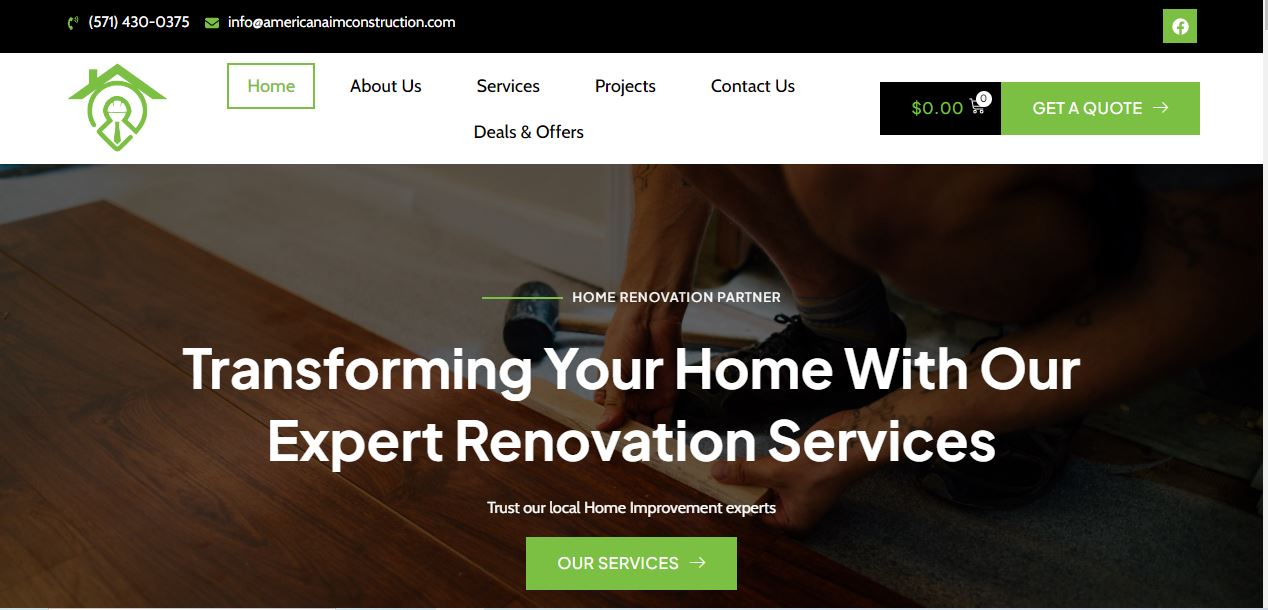 (571) 430-0375 info@americanaimconstruction.com
Home About Us Services Projects Contact Us
Deals & Offers
$0.00 0 GET A QUOTE
HOME RENOVATION PARTNER
Transforming Your Home With Our
Expert Renovation Services
Trust our local Home Improvement experts
OUR SERVICES